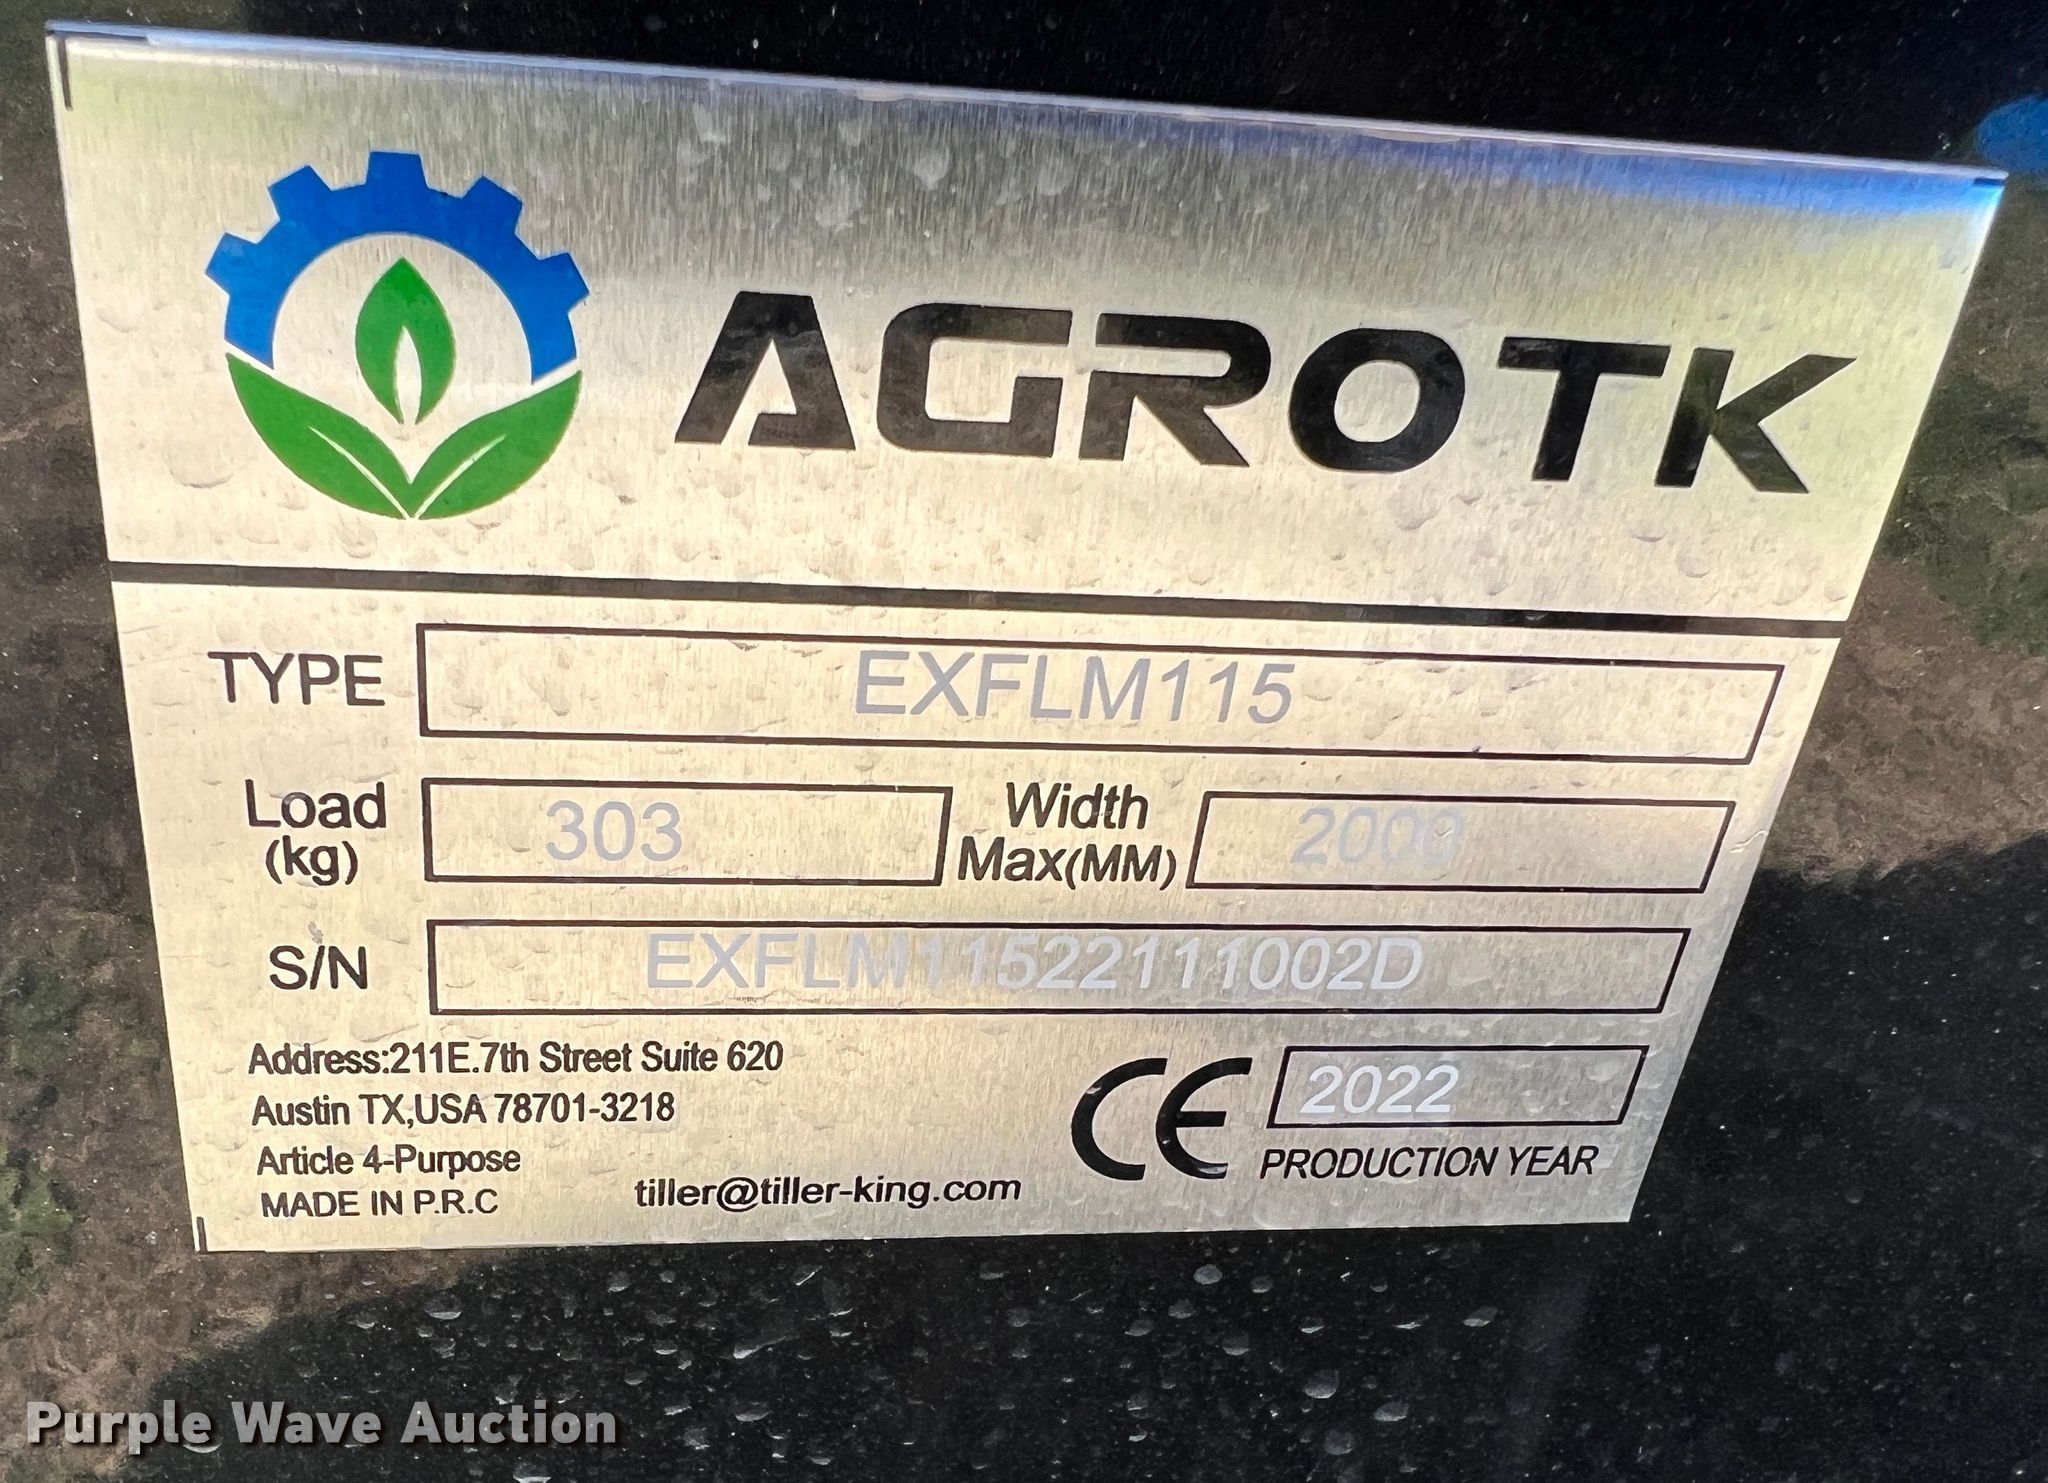 AGROTK
TYPE EXFLM115
Load (kg) 303 Width Max(MM) 2000
S/N EXFLM11522111002D
Address:211E.7th Street Suite 620
Austin TX,USA 78701-3218
Article 4-Purpose
MADE IN P.R.C
tiller@tiller-king.com
CE 2022
PRODUCTION YEAR
Purple Wave Auction